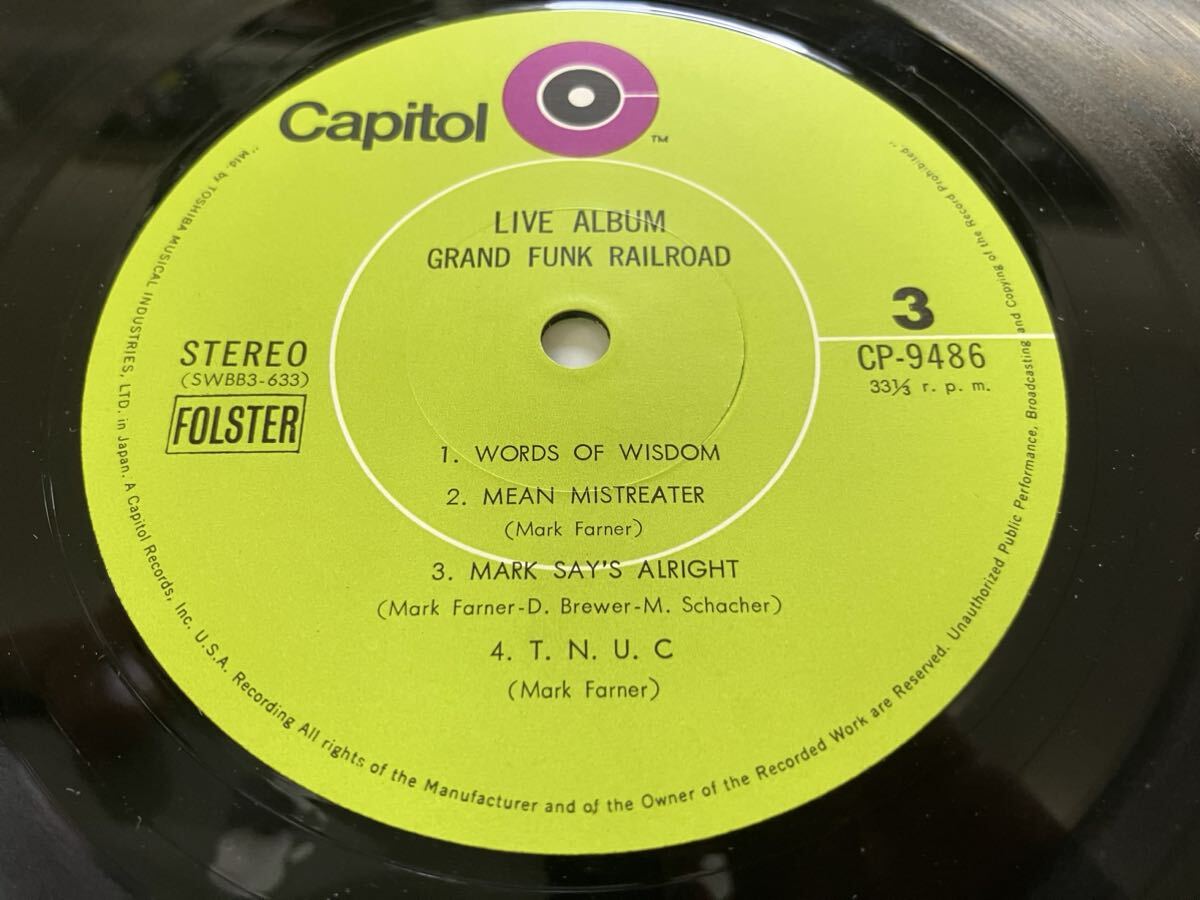 Capitol
TM
LIVE ALBUM
GRAND FUNK RAILROAD
STEREO
(SWBB3-633)
FOLSTER
3
CP-9486
33⅓ r. p. m.
1. WORDS OF WISDOM
2. MEAN MISTREATER
(Mark Farner)
3. MARK SAY'S ALRIGHT
(Mark Farner-D. Brewer-M. Schacher)
4. T. N. U. C
(Mark Farner)
"Mfd. by TOSHIBA MUSICAL INDUSTRIES, LTD. in Japan. A Capitol Records, Inc. U.S.A. Recording All rights of the Manufacturer and of the Owner of the Recorded Work are Reserved. Unauthorized Public Performance, Broadcasting and Copying of the Record Prohibited."